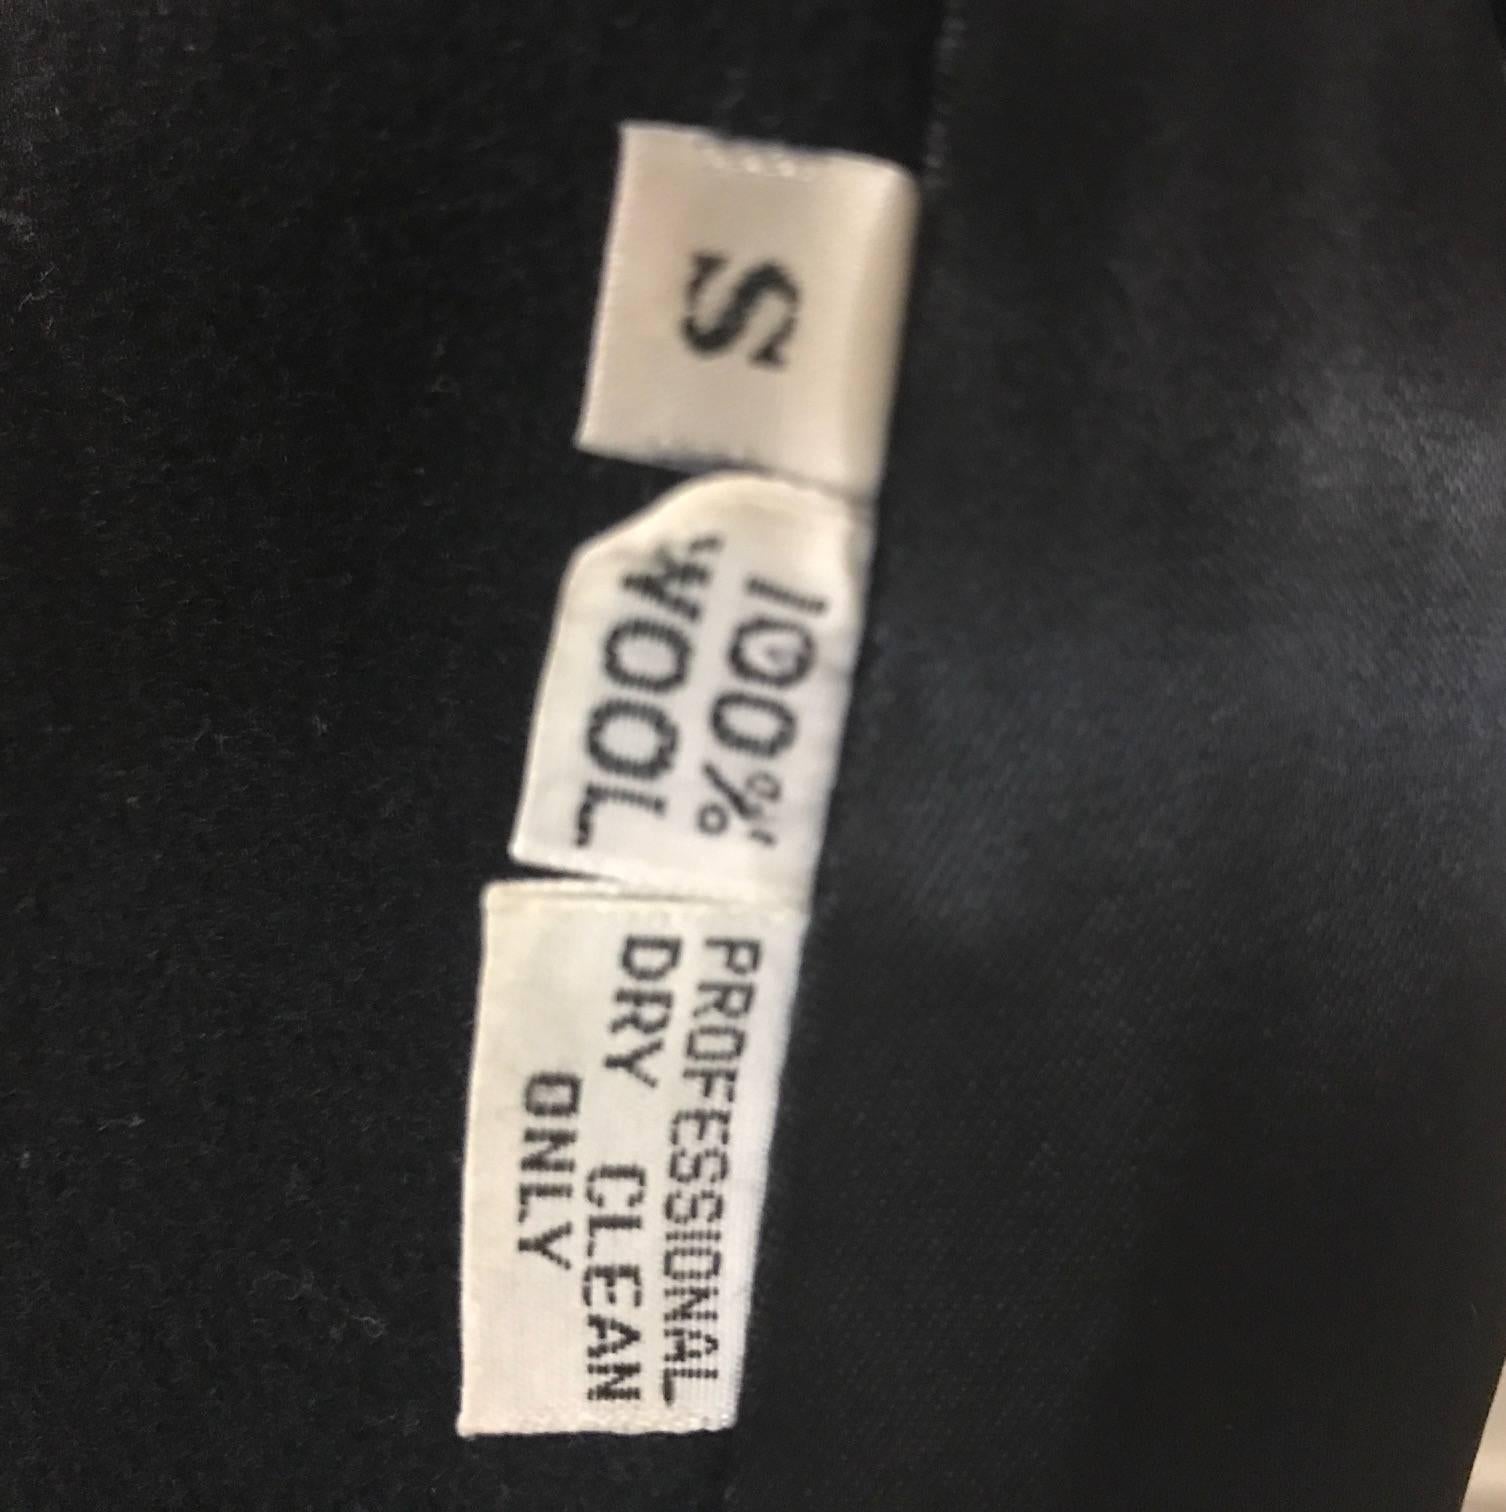 S
100%
WOOL
PROFESSIONAL
DRY CLEAN
ONLY